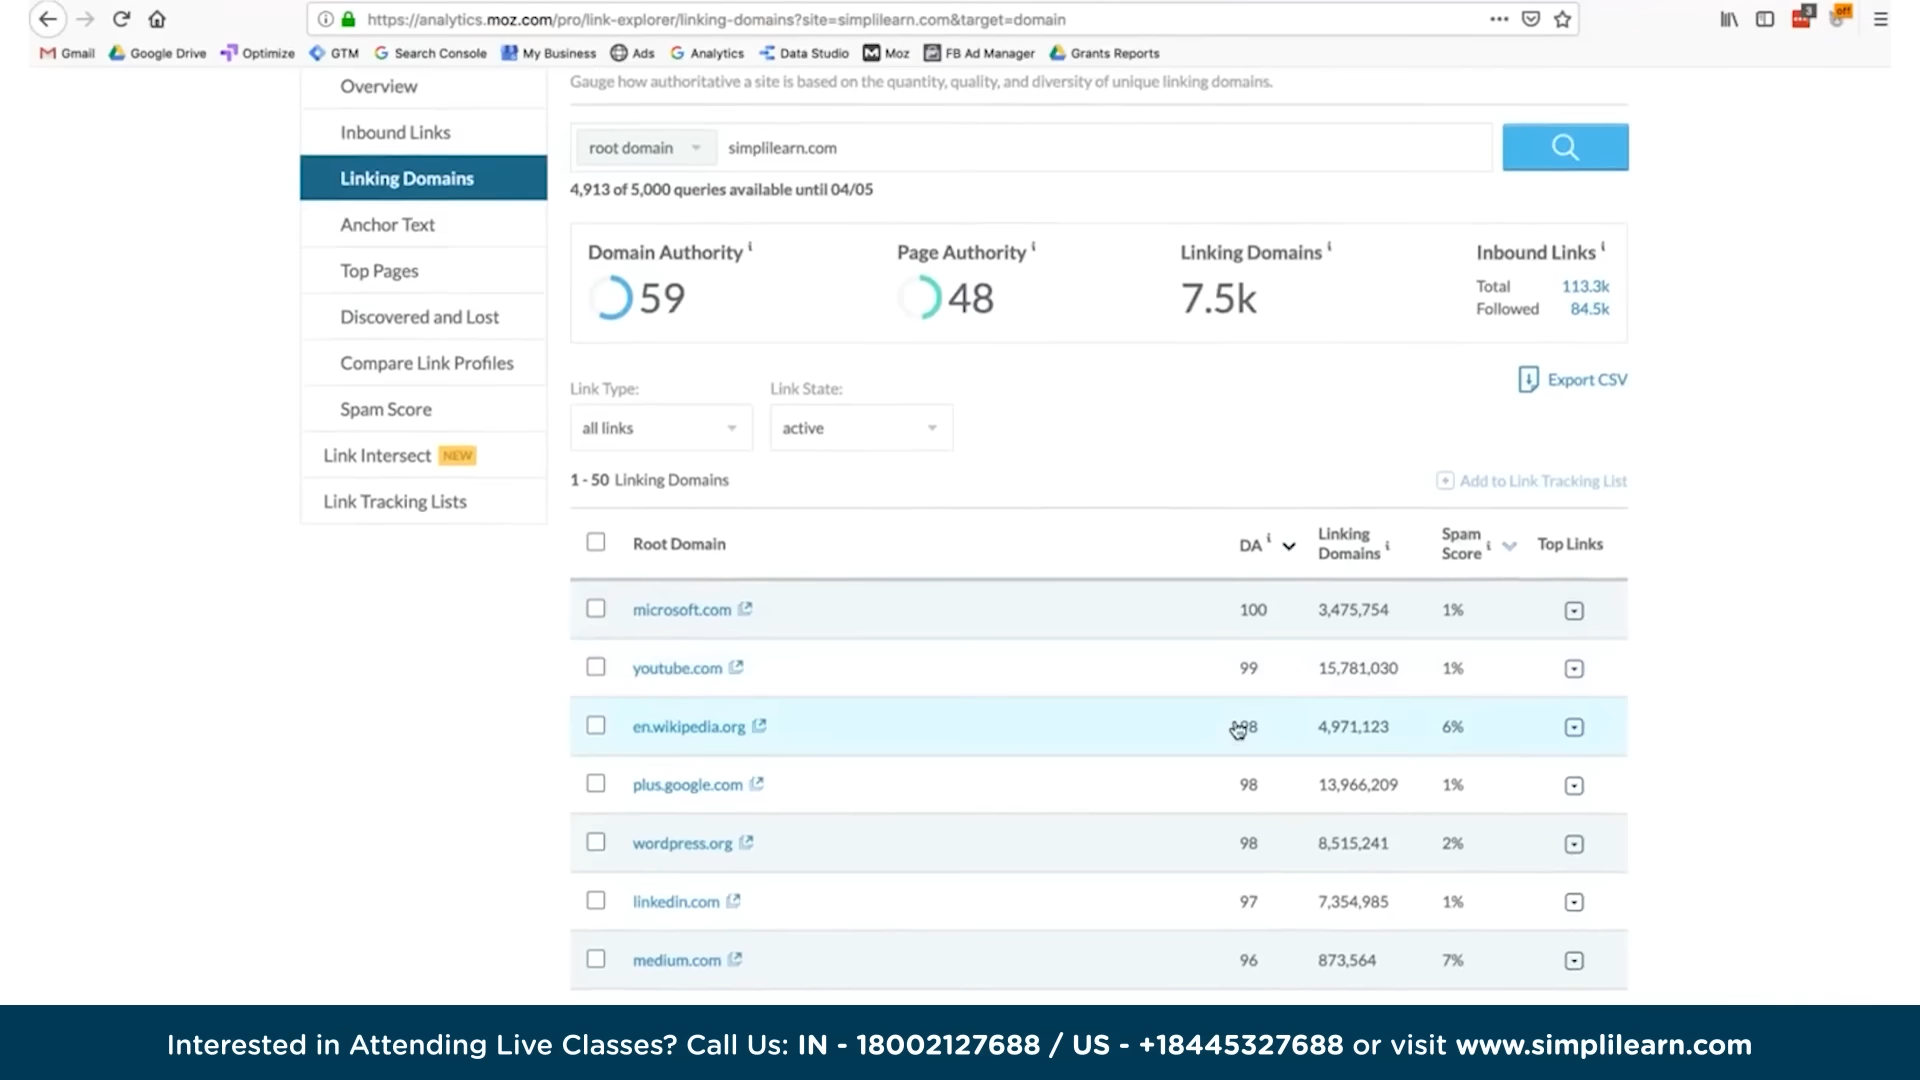 https://analytics.moz.com/pro/link-explorer/linking-domains?site=simplilearn.com&target=domain
3
off
Gmail Google Drive Optimize GTM Search Console My Business Ads Analytics Data Studio Moz FB Ad Manager Grants Reports
Overview
Inbound Links
Linking Domains
Anchor Text
Top Pages
Discovered and Lost
Compare Link Profiles
Spam Score
Link Intersect NEW
Link Tracking Lists
Gauge how authoritative a site is based on the quantity, quality, and diversity of unique linking domains.
root domain simplilearn.com
4,913 of 5,000 queries available until 04/05
Domain Authority i Page Authority i Linking Domains i Inbound Links i
59 48 7.5k
Total 113.3k
Followed 84.5k
Export CSV
Link Type: Link State:
all links active
1 - 50 Linking Domains Add to Link Tracking List
Root Domain DA i Linking Domains i Spam Score i Top Links
microsoft.com 100 3,475,754 1%
youtube.com 99 15,781,030 1%
en.wikipedia.org 98 4,971,123 6%
plus.google.com 98 13,966,209 1%
wordpress.org 98 8,515,241 2%
linkedin.com 97 7,354,985 1%
medium.com 96 873,564 7%
Interested in Attending Live Classes? Call Us: IN - 18002127688 / US - +18445327688 or visit www.simplilearn.com